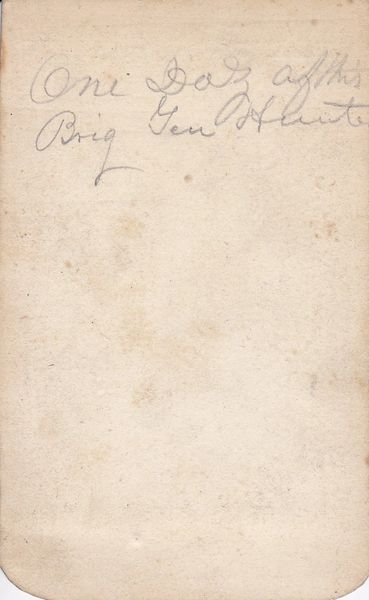 One Doz of this
Brig Gen Hunte